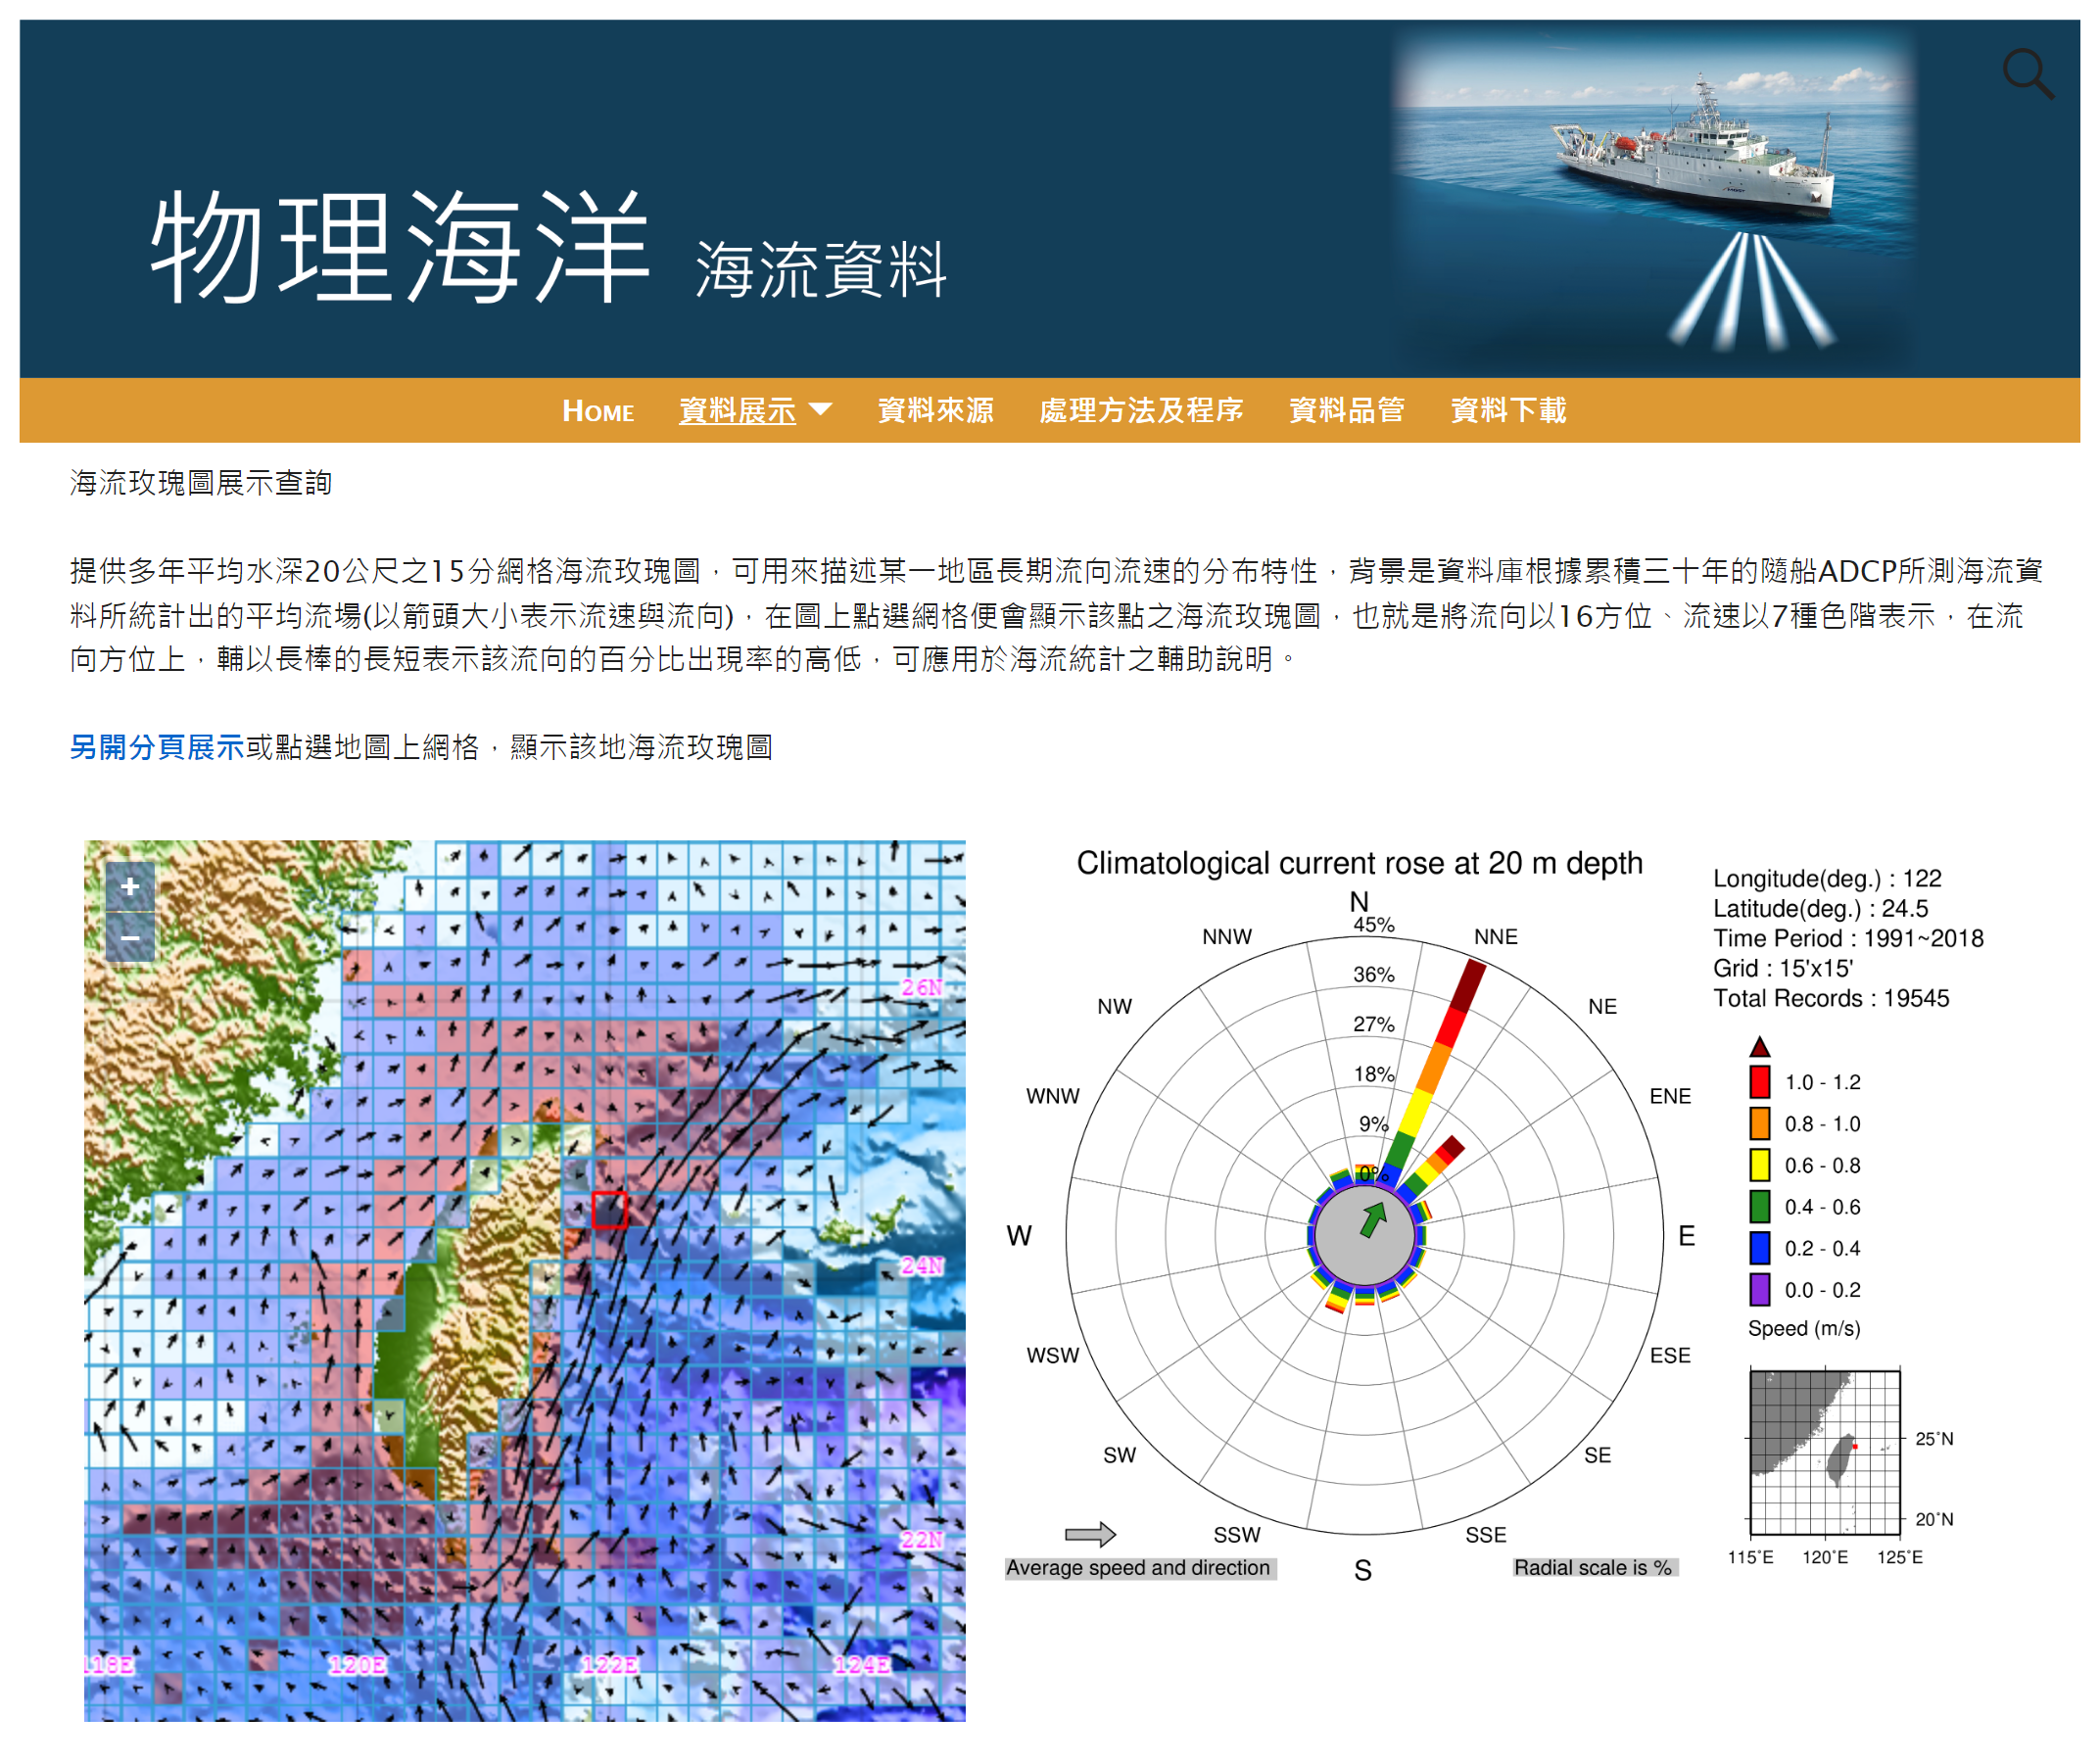 物理海洋 海流資料
HOME 資料展示 資料來源 處理方法及程序 資料品管 資料下載
海流玫瑰圖展示查詢
提供多年平均水深20公尺之15分網格海流玫瑰圖，可用來描述某一地區長期流向流速的分布特性，背景是資料庫根據累積三十年的隨船ADCP所測海流資
料所統計出的平均流場(以箭頭大小表示流速與流向)，在圖上點選網格便會顯示該點之海流玫瑰圖，也就是將流向以16方位、流速以7種色階表示，在流
向方位上，輔以長棒的長短表示該流向的百分比出現率的高低，可應用於海流統計之輔助說明。
另開分頁展示或點選地圖上網格，顯示該地海流玫瑰圖
+
−
26N
24N
22N
118E 120E 122E 124E
Climatological current rose at 20 m depth
N
45%
NNW NNE
36%
NW NE
27%
18%
WNW ENE
9%
0%
W E
WSW ESE
SW SE
SSW SSE
S
Average speed and direction
Radial scale is %
Longitude(deg.) : 122
Latitude(deg.) : 24.5
Time Period : 1991~2018
Grid : 15'x15'
Total Records : 19545
1.0 - 1.2
0.8 - 1.0
0.6 - 0.8
0.4 - 0.6
0.2 - 0.4
0.0 - 0.2
Speed (m/s)
25°N
20°N
115°E 120°E 125°E